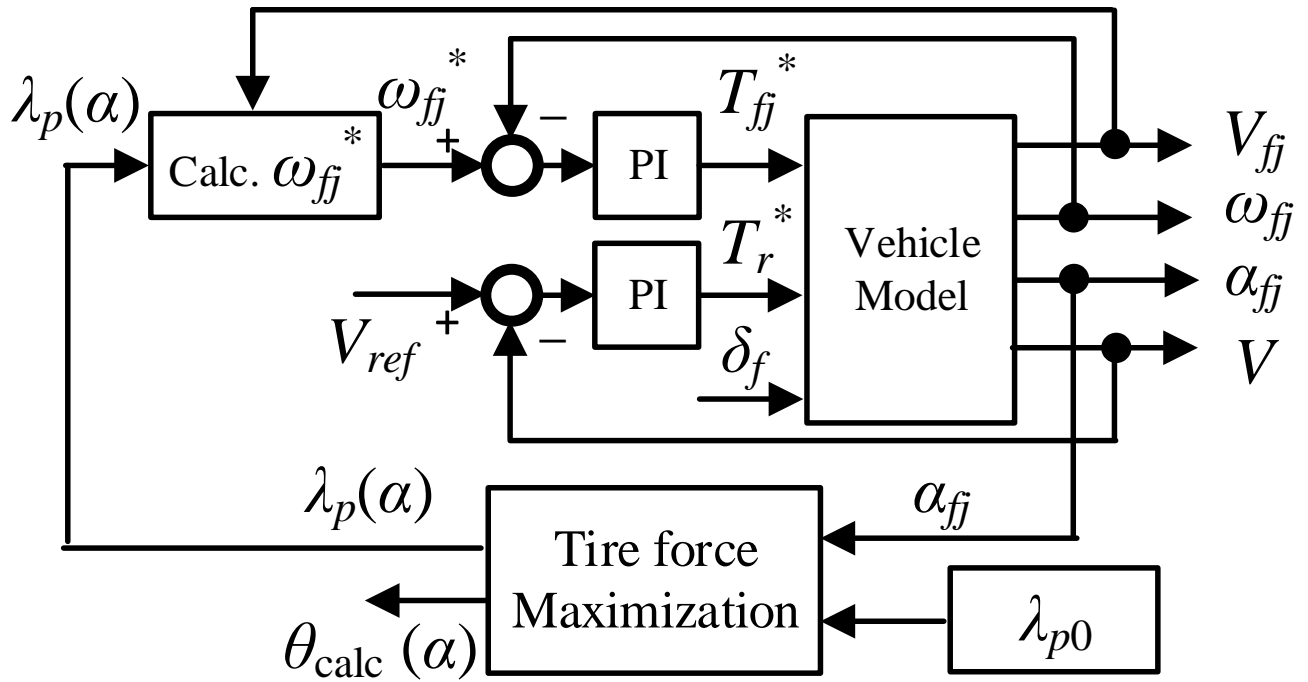 λp(α)
Calc. ωfj*
ωfj*
+
−
PI
Tfj*
Vehicle
Model
Vfj
ωfj
αfj
V
Vref
+
−
PI
Tr*
δf
λp(α)
Tire force
Maximization
αfj
λp0
θcalc (α)